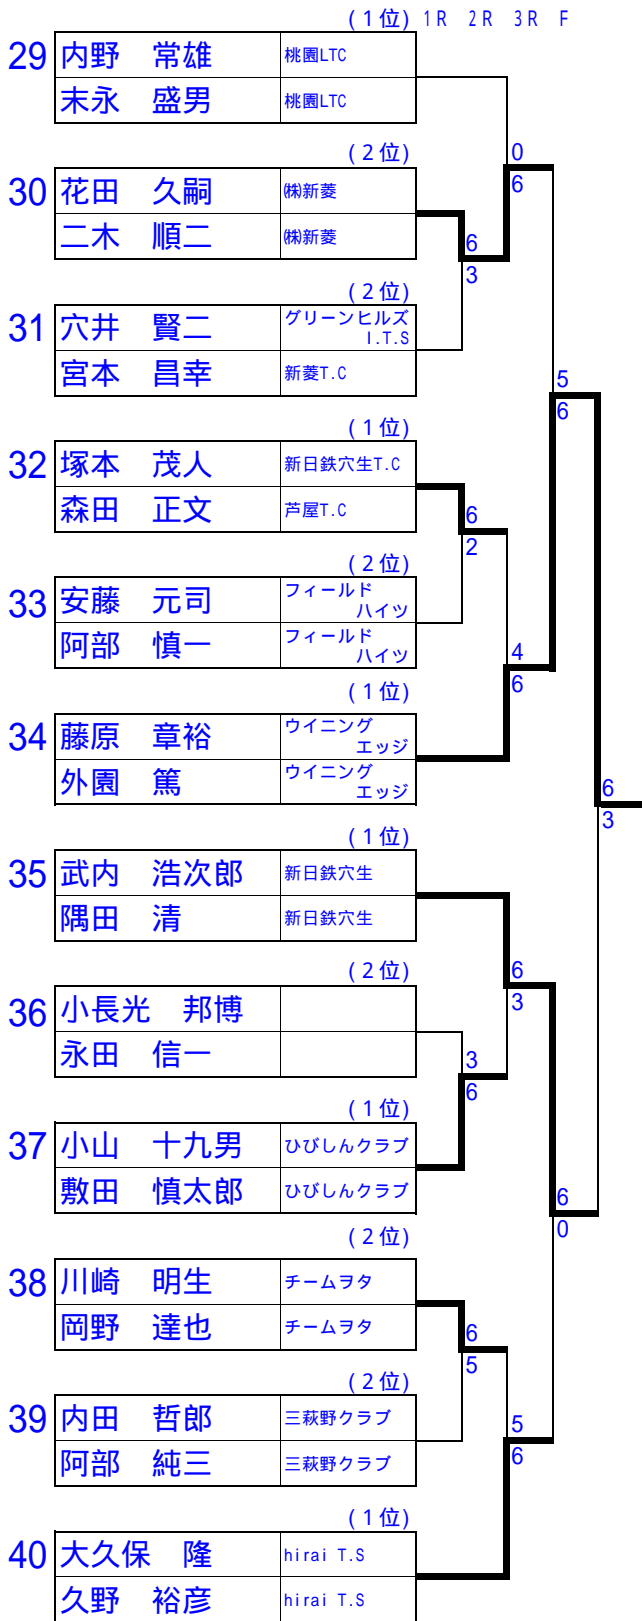 (1位) 1R 2R 3R F
29 内野 常雄 桃園LTC
末永 盛男 桃園LTC
(2位) 0
6
30 花田 久嗣 ㈱新菱
二木 順二 ㈱新菱
6
3
(2位)
31 穴井 賢二 グリーンヒルズ
I.T.S
宮本 昌幸 新菱T.C
5
6
(1位)
32 塚本 茂人 新日鉄穴生T.C
森田 正文 芦屋T.C
6
2
(2位)
33 安藤 元司 フィールド
ハイツ
阿部 慎一 フィールド
ハイツ
4
6
(1位)
34 藤原 章裕 ウイニング
エッジ
外園 篤 ウイニング
エッジ
6
3
(1位)
35 武内 浩次郎 新日鉄穴生
隅田 清 新日鉄穴生
(2位) 6
3
36 小長光 邦博
永田 信一
3
6
(1位)
37 小山 十九男 ひびしんクラブ
敷田 慎太郎 ひびしんクラブ
6
0
(2位)
38 川崎 明生 チームヲタ
岡野 達也 チームヲタ
6
5
(2位)
39 内田 哲郎 三萩野クラブ
阿部 純三 三萩野クラブ
5
6
(1位)
40 大久保 隆 hirai T.S
久野 裕彦 hirai T.S